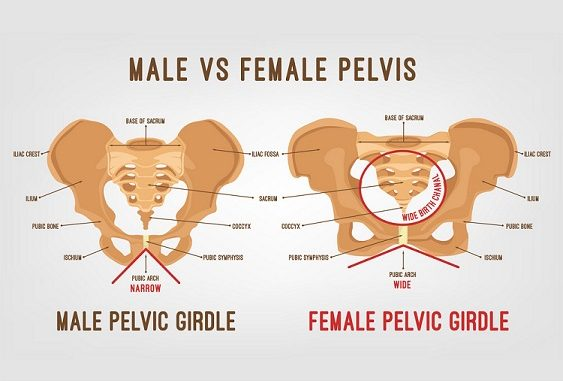 MALE VS FEMALE PELVIS
BASE OF SACRUM
ILIAC CREST
ILIAC FOSSA
ILIUM
SACRUM
PUBIC BONE
COCCYX
ISCHIUM
PUBIC SYMPHYSIS
PUBIC ARCH
NARROW
MALE PELVIC GIRDLE
BASE OF SACRUM
ILIAC CREST
WIDE BIRTH CHANAL
ILIUM
COCCYX
PUBIC BONE
PUBIC SYMPHYSIS
ISCHIUM
PUBIC ARCH
WIDE
FEMALE PELVIC GIRDLE